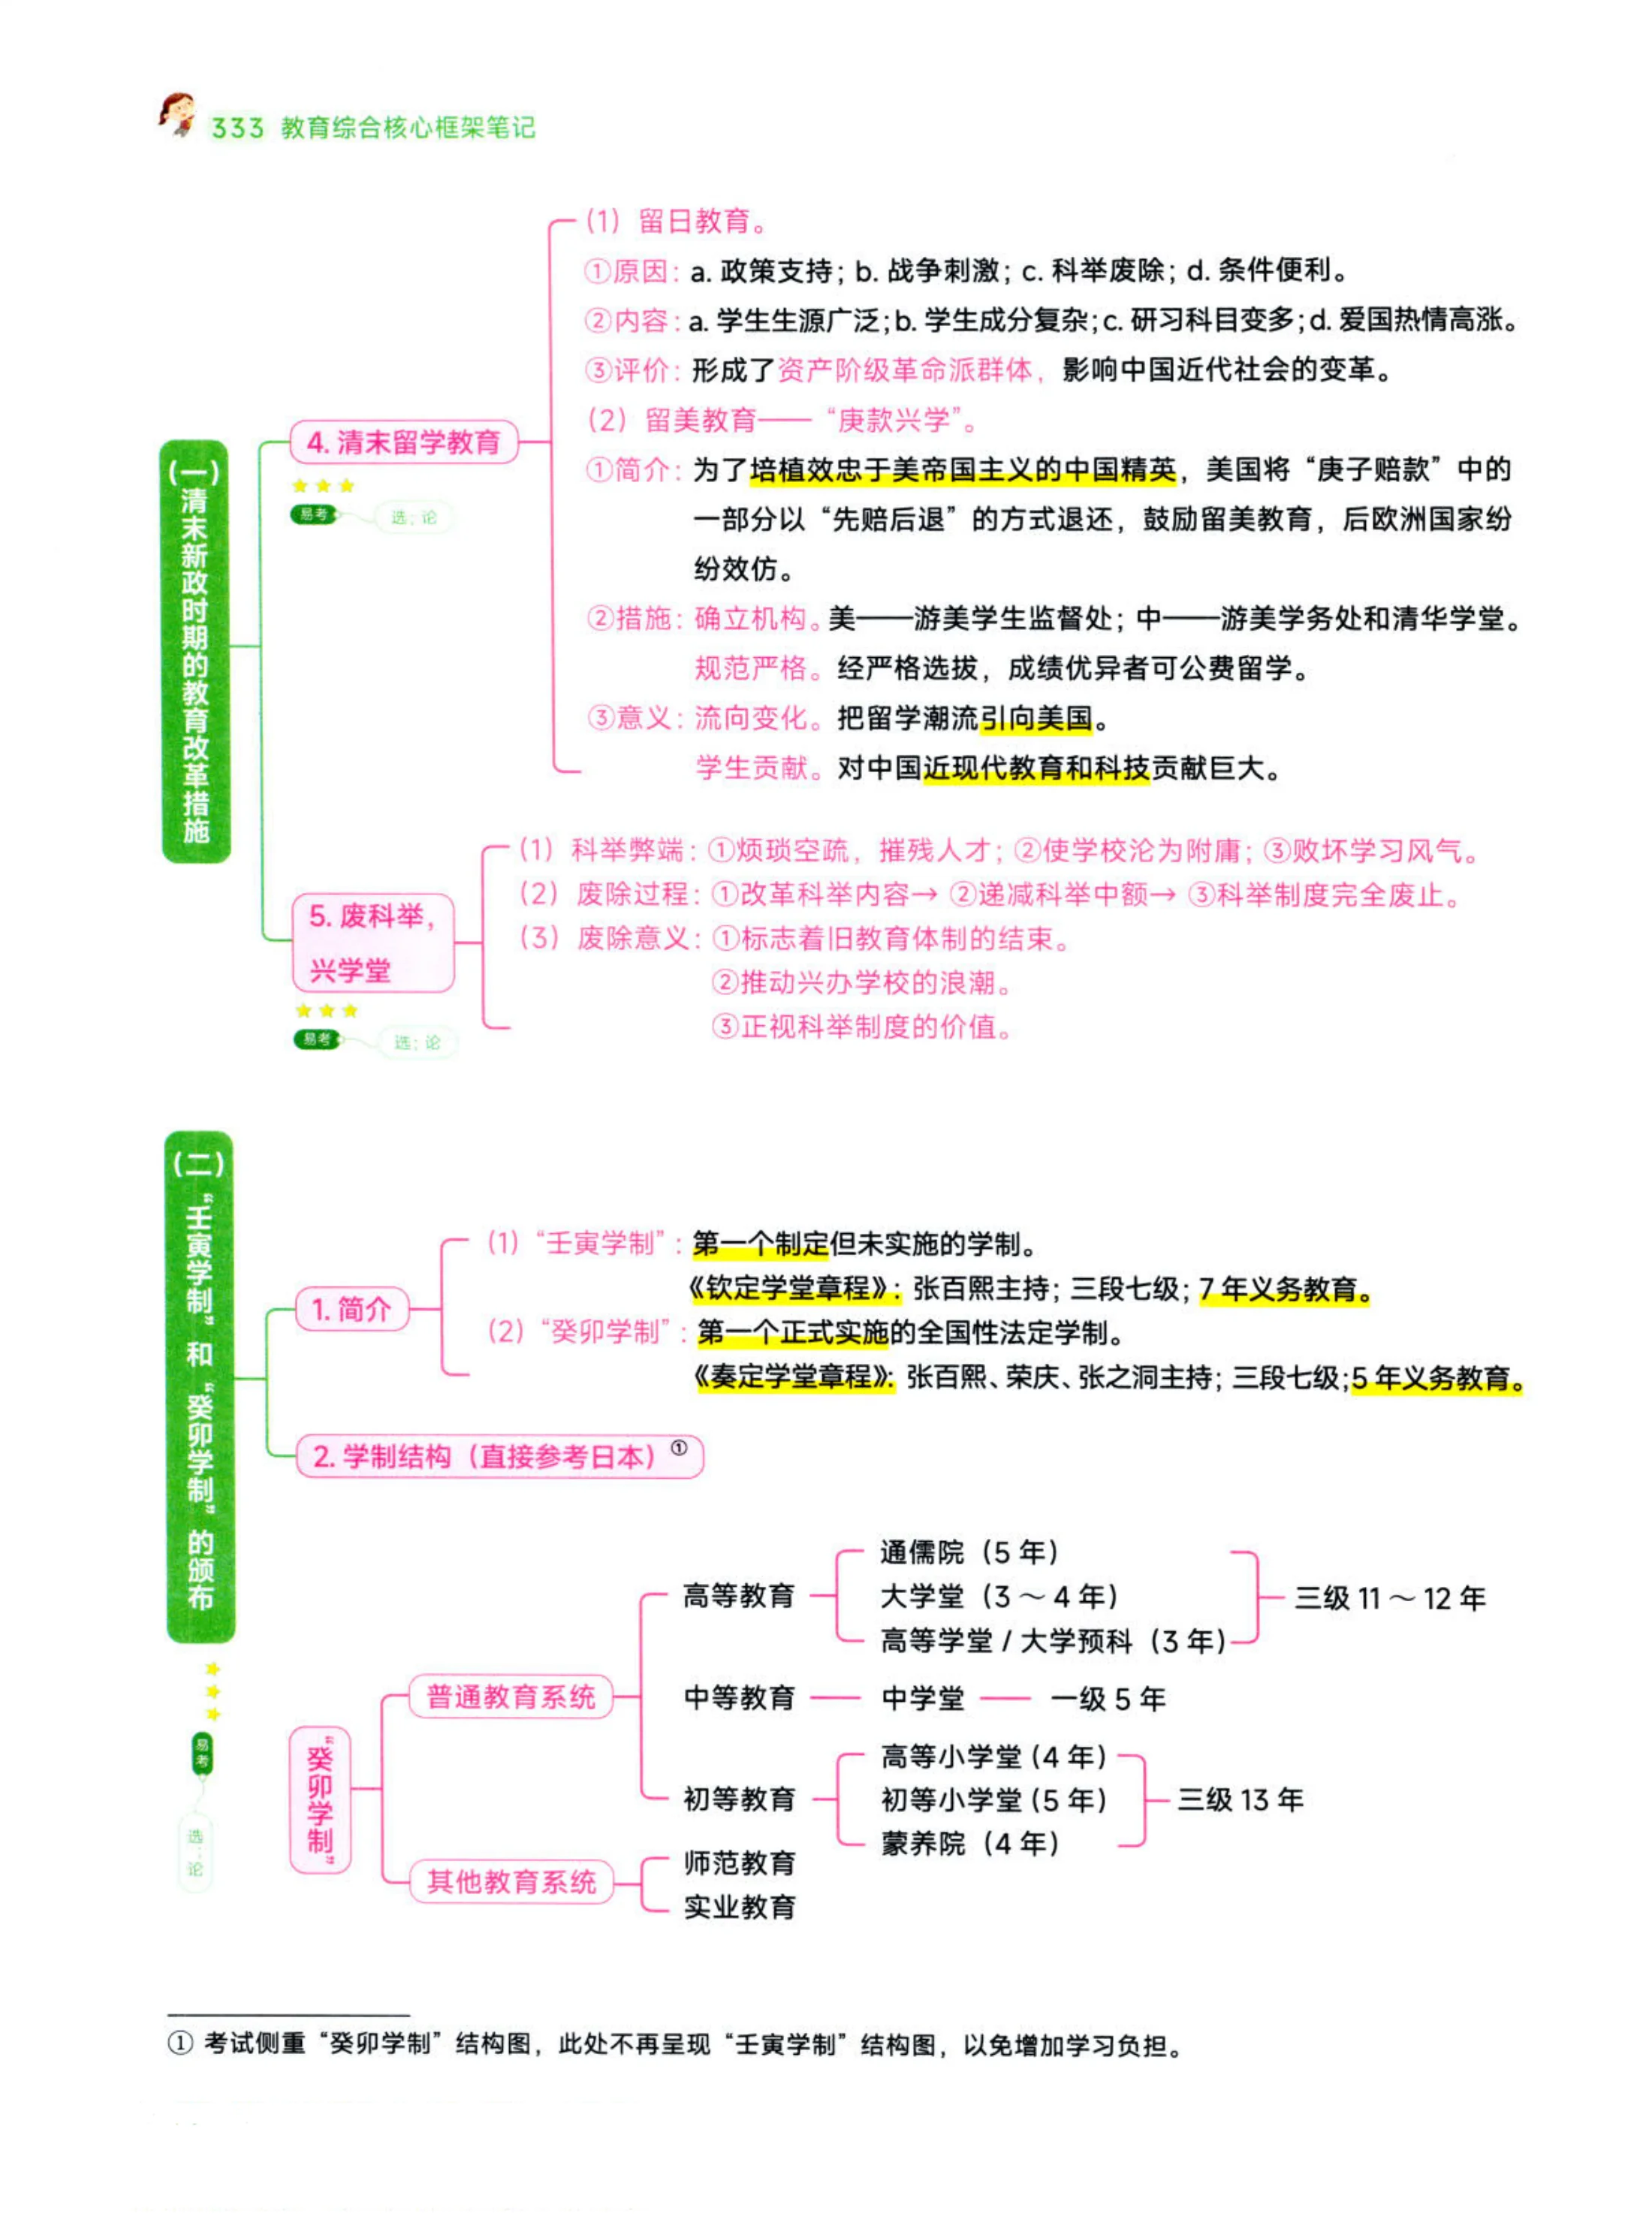 333 教育综合核心框架笔记
（一）清末新政时期的教育改革措施
4. 清末留学教育
易考
选；论
（1）留日教育。
①原因：a. 政策支持；b. 战争刺激；c. 科举废除；d. 条件便利。
②内容：a. 学生生源广泛；b. 学生成分复杂；c. 研习科目变多；d. 爱国热情高涨。
③评价：形成了资产阶级革命派群体，影响中国近代社会的变革。
（2）留美教育——“庚款兴学”。
①简介：为了培植效忠于美帝国主义的中国精英，美国将“庚子赔款”中的
一部分以“先赔后退”的方式退还，鼓励留美教育，后欧洲国家纷
纷效仿。
②措施：确立机构。美——游美学生监督处；中——游美学务处和清华学堂。
规范严格。经严格选拔，成绩优异者可公费留学。
③意义：流向变化。把留学潮流引向美国。
学生贡献。对中国近现代教育和科技贡献巨大。
5. 废科举，
兴学堂
易考
选；论
（1）科举弊端：①烦琐空疏，摧残人才；②使学校沦为附庸；③败坏学习风气。
（2）废除过程：①改革科举内容→ ②递减科举中额→ ③科举制度完全废止。
（3）废除意义：①标志着旧教育体制的结束。
②推动兴办学校的浪潮。
③正视科举制度的价值。
（二）“壬寅学制”和“癸卯学制”的颁布
易考
选；论
1. 简介
（1）“壬寅学制”：第一个制定但未实施的学制。
《钦定学堂章程》：张百熙主持；三段七级；7 年义务教育。
（2）“癸卯学制”：第一个正式实施的全国性法定学制。
《奏定学堂章程》：张百熙、荣庆、张之洞主持；三段七级；5 年义务教育。
2. 学制结构（直接参考日本）①
“癸卯学制”
普通教育系统
高等教育
通儒院（5 年）
大学堂（3～4 年）
高等学堂 / 大学预科（3 年）
三级 11～12 年
中等教育 —— 中学堂 —— 一级 5 年
初等教育
高等小学堂（4 年）
初等小学堂（5 年）
蒙养院（4 年）
三级 13 年
其他教育系统
师范教育
实业教育
① 考试侧重“癸卯学制”结构图，此处不再呈现“壬寅学制”结构图，以免增加学习负担。